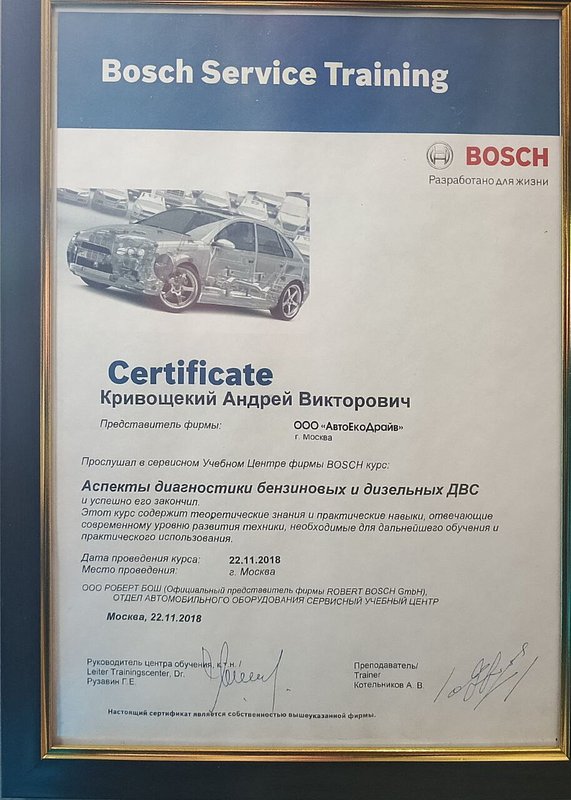 Bosch Service Training
BOSCH
Разработано для жизни
Certificate
Кривощекий Андрей Викторович
Представитель фирмы: ООО «АвтоЕкоДрайв»
г. Москва
Прослушал в сервисном Учебном Центре фирмы BOSCH курс:
Аспекты диагностики бензиновых и дизельных ДВС
и успешно его закончил.
Этот курс содержит теоретические знания и практические навыки, отвечающие
современному уровню развития техники, необходимые для дальнейшего обучения и
практического использования.
Дата проведения курса: 22.11.2018
Место проведения: г. Москва
ООО РОБЕРТ БОШ (Официальный представитель фирмы ROBERT BOSCH GmbH),
ОТДЕЛ АВТОМОБИЛЬНОГО ОБОРУДОВАНИЯ СЕРВИСНЫЙ УЧЕБНЫЙ ЦЕНТР
Москва, 22.11.2018
Руководитель центра обучения, к.т.н. /
Leiter Trainingscenter, Dr.
Рузавин Г.Е.
Преподаватель/
Trainer
Котельников А. В
Настоящий сертификат является собственностью вышеуказанной фирмы.